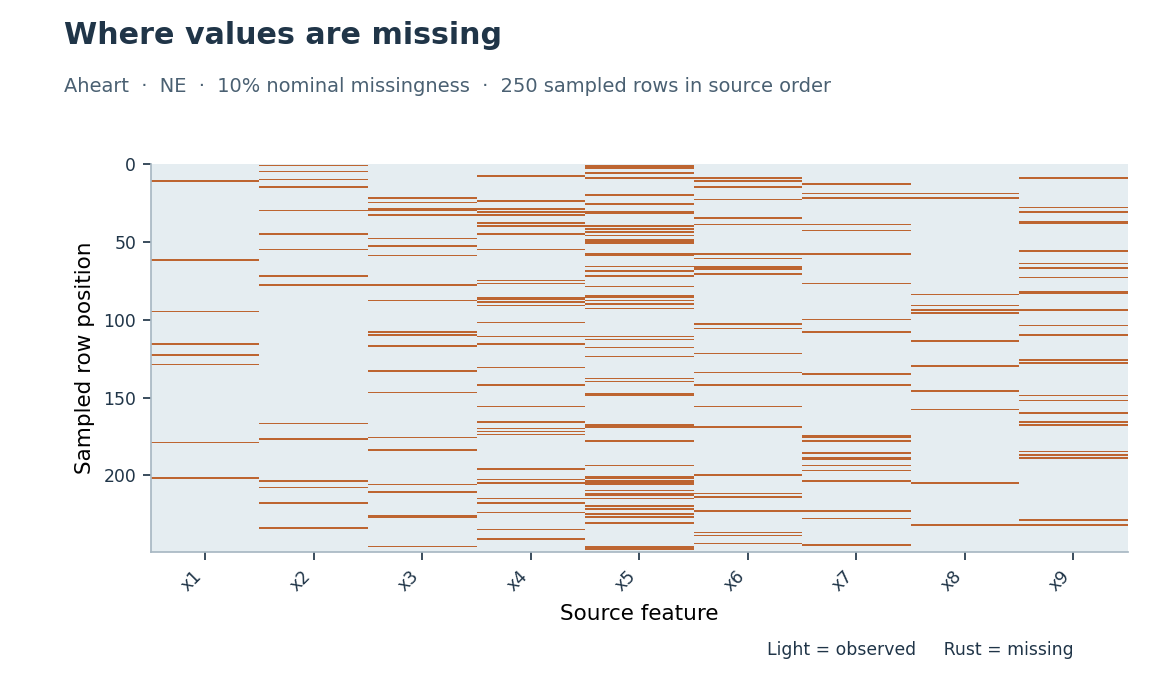 Where values are missing
Aheart · NE · 10% nominal missingness · 250 sampled rows in source order
0
50
100
150
200
Sampled row position
x1 x2 x3 x4 x5 x6 x7 x8 x9
Source feature
Light = observed Rust = missing